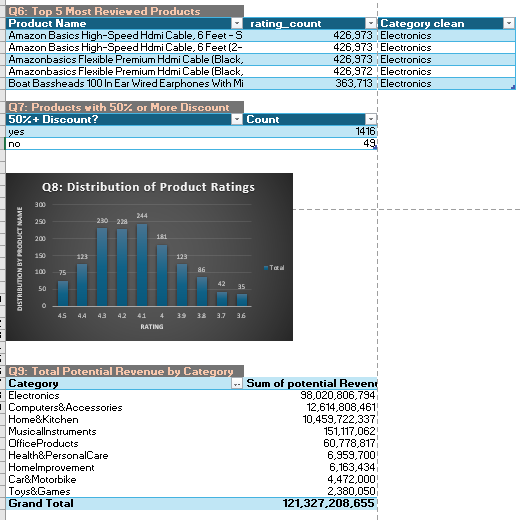 Q6: Top 5 Most Reviewed Products
Product Name rating_count Category clean
Amazon Basics High-Speed Hdmi Cable, 6 Feet - S 426,973 Electronics
Amazon Basics High-Speed Hdmi Cable, 6 Feet (2- 426,973 Electronics
Amazonbasics Flexible Premium Hdmi Cable (Black, 426,973 Electronics
Amazonbasics Flexible Premium Hdmi Cable (Black, 426,972 Electronics
Boat Bassheads 100 In Ear Wired Earphones With Mi 363,713 Electronics
Q7: Products with 50% or More Discount
50%+ Discount? Count
yes 1416
no 49
Q8: Distribution of Product Ratings
DISTRIBUTION BY PRODUCT NAME
300
250
200
150
100
50
0
75 123 230 228 244 181 123 86 42 35
4.5 4.4 4.3 4.2 4.1 4 3.9 3.8 3.7 3.6
RATING
Total
Q9: Total Potential Revenue by Category
Category Sum of potential Reven
Electronics 98,020,806,794
Computers&Accessories 12,614,808,461
Home&Kitchen 10,459,722,337
MusicalInstruments 151,117,062
OfficeProducts 60,778,817
Health&PersonalCare 6,959,700
HomeImprovement 6,163,434
Car&Motorbike 4,472,000
Toys&Games 2,380,050
Grand Total 121,327,208,655